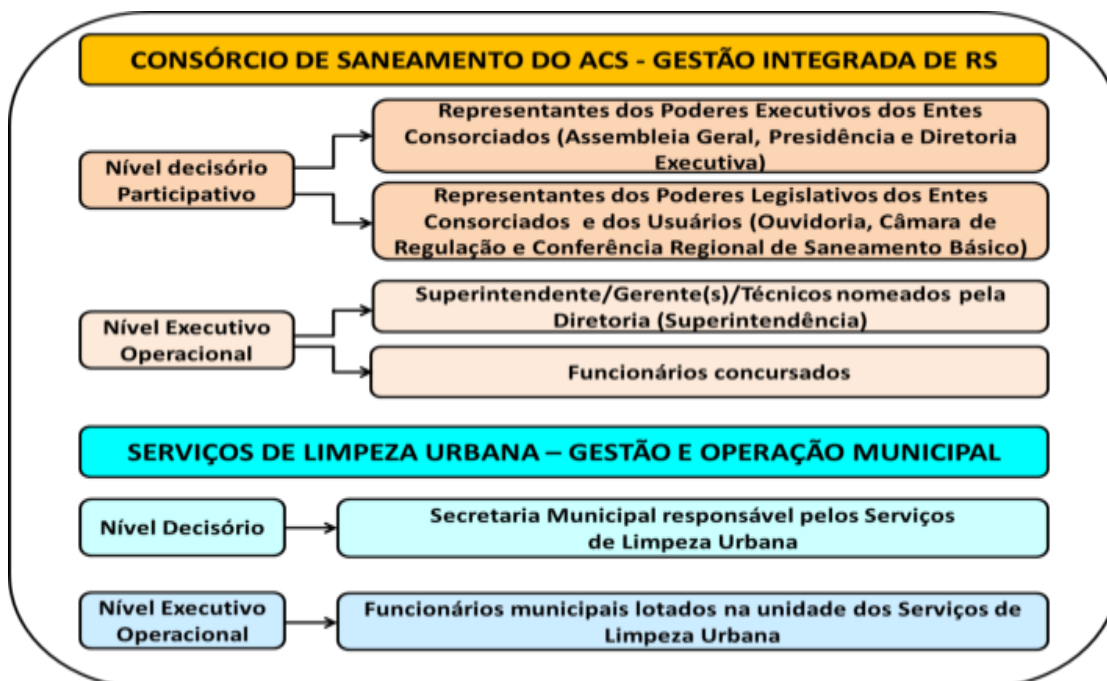 CONSÓRCIO DE SANEAMENTO DO ACS - GESTÃO INTEGRADA DE RS
Nível decisório
Participativo
Representantes dos Poderes Executivos dos Entes
Consorciados (Assembleia Geral, Presidência e Diretoria
Executiva)
Representantes dos Poderes Legislativos dos Entes
Consorciados e dos Usuários (Ouvidoria, Câmara de
Regulação e Conferência Regional de Saneamento Básico)
Nível Executivo
Operacional
Superintendente/Gerente(s)/Técnicos nomeados pela
Diretoria (Superintendência)
Funcionários concursados
SERVIÇOS DE LIMPEZA URBANA – GESTÃO E OPERAÇÃO MUNICIPAL
Nível Decisório
Secretaria Municipal responsável pelos Serviços
de Limpeza Urbana
Nível Executivo
Operacional
Funcionários municipais lotados na unidade dos Serviços de
Limpeza Urbana